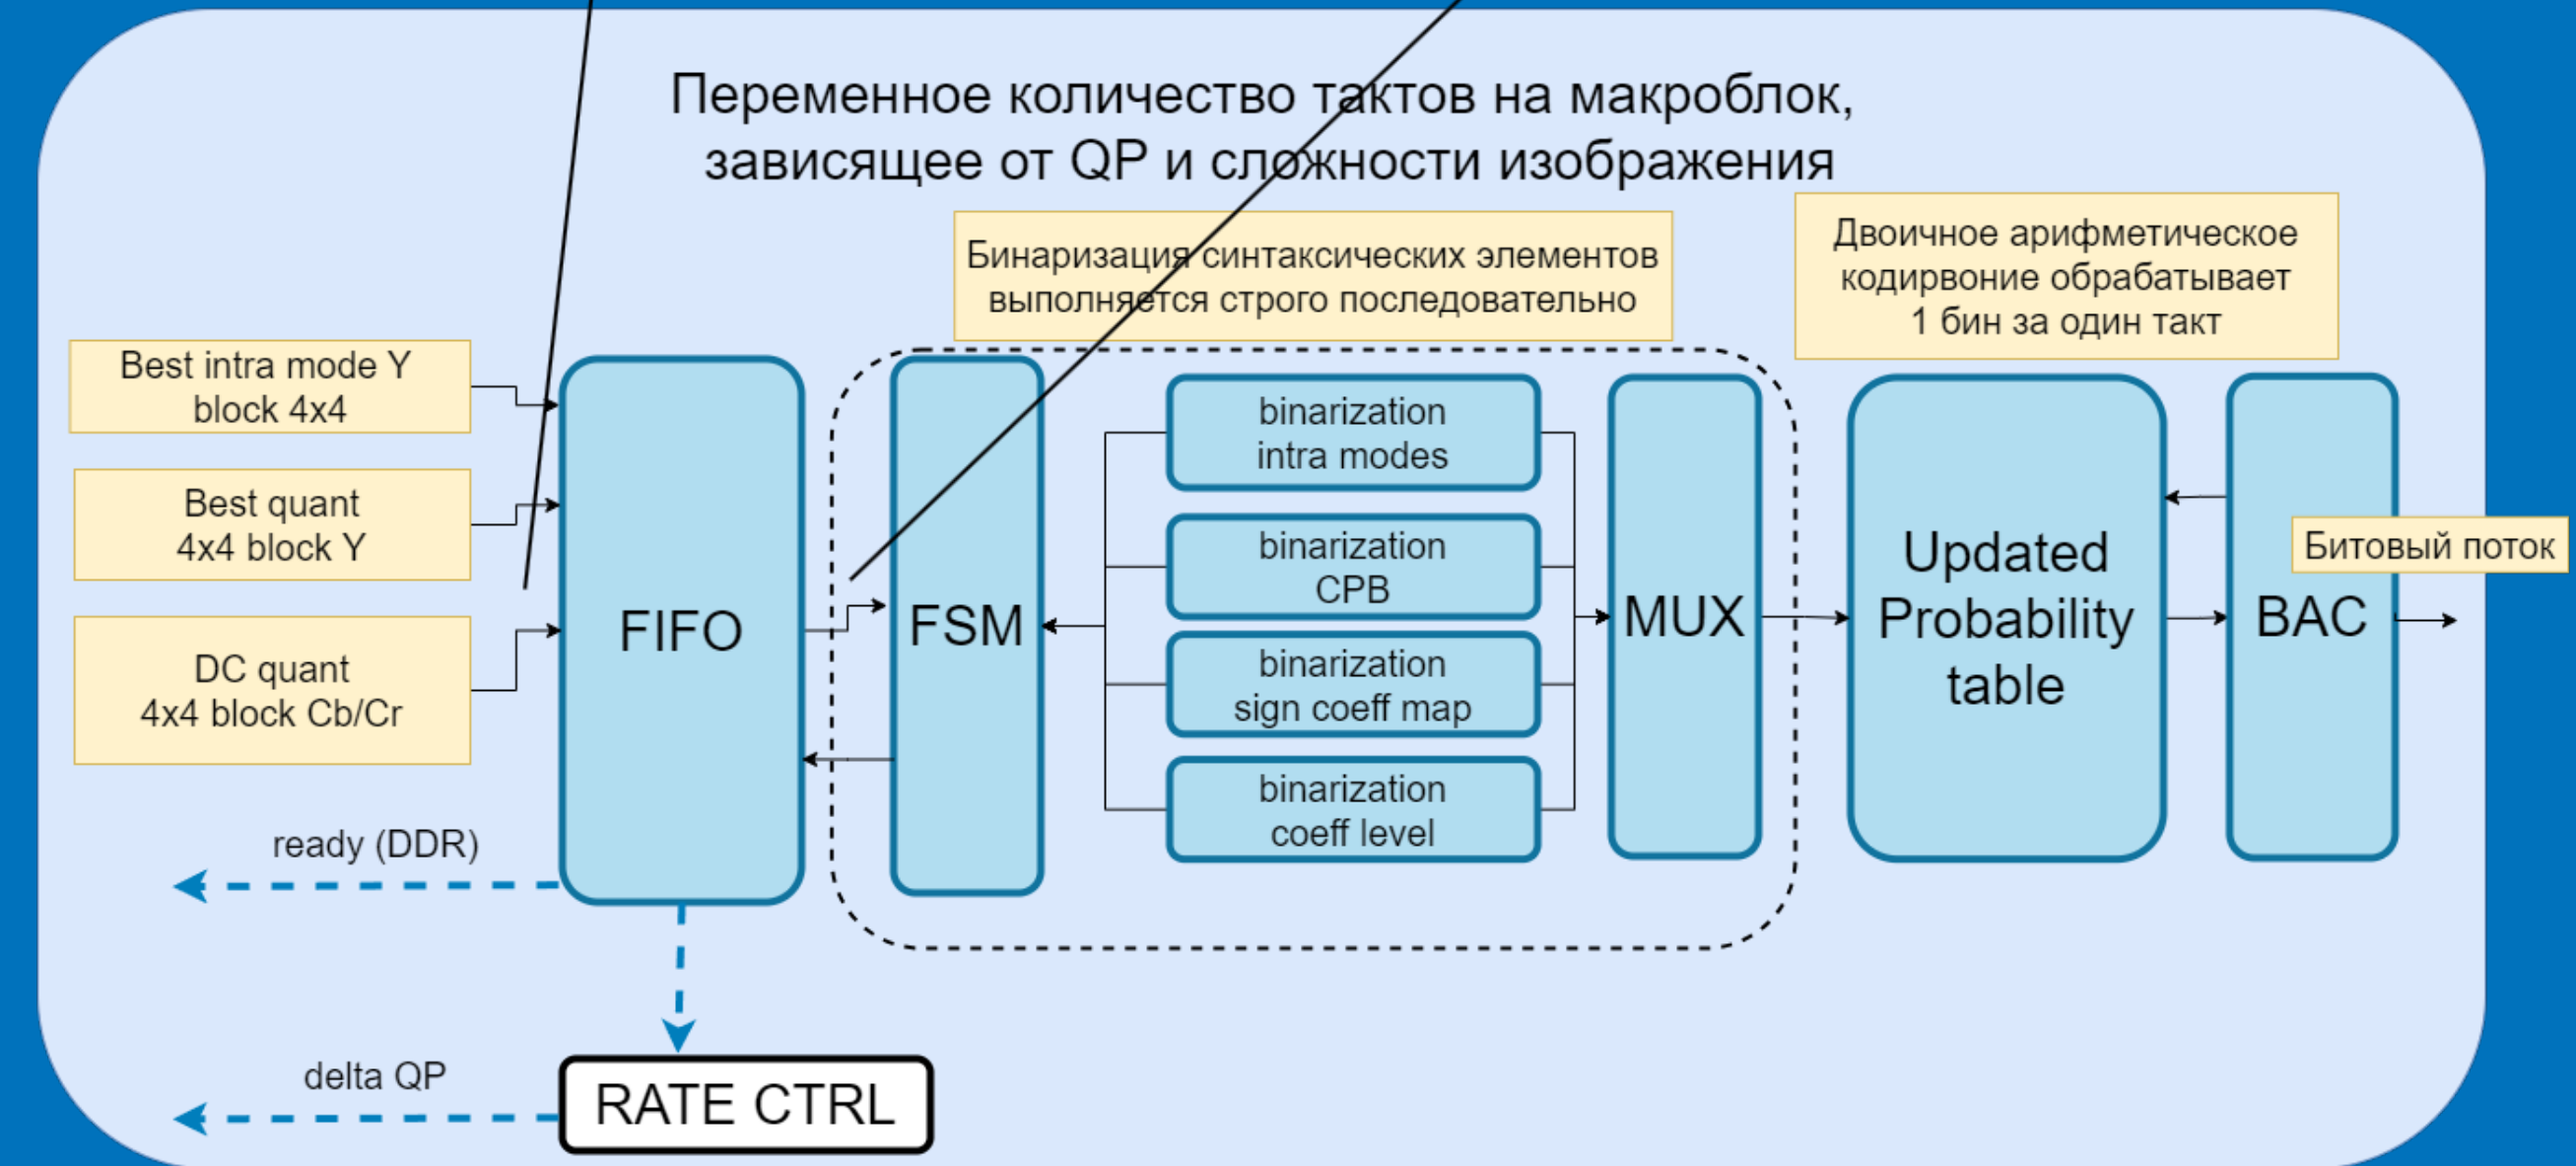 Переменное количество тактов на макроблок,
зависящее от QP и сложности изображения
Бинаризация синтаксических элементов
выполняется строго последовательно
Двоичное арифметическое
кодирвоние обрабатывает
1 бин за один такт
Best intra mode Y
block 4x4
Best quant
4x4 block Y
DC quant
4x4 block Cb/Cr
FIFO
FSM
binarization
intra modes
binarization
CPB
binarization
sign coeff map
binarization
coeff level
MUX
Updated
Probability
table
BAC
Битовый поток
ready (DDR)
delta QP
RATE CTRL